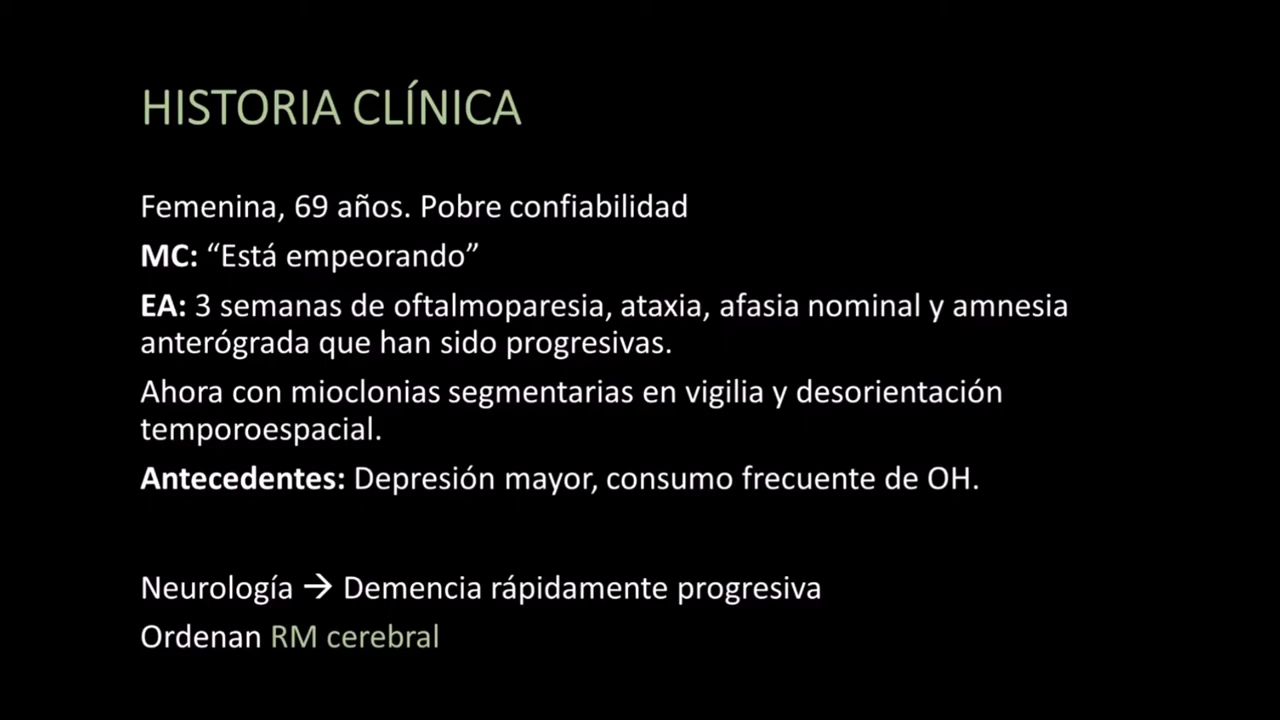 HISTORIA CLÍNICA
Femenina, 69 años. Pobre confiabilidad
MC: “Está empeorando”
EA: 3 semanas de oftalmoparesia, ataxia, afasia nominal y amnesia
anterógrada que han sido progresivas.
Ahora con mioclonias segmentarias en vigilia y desorientación
temporoespacial.
Antecedentes: Depresión mayor, consumo frecuente de OH.
Neurología → Demencia rápidamente progresiva
Ordenan RM cerebral